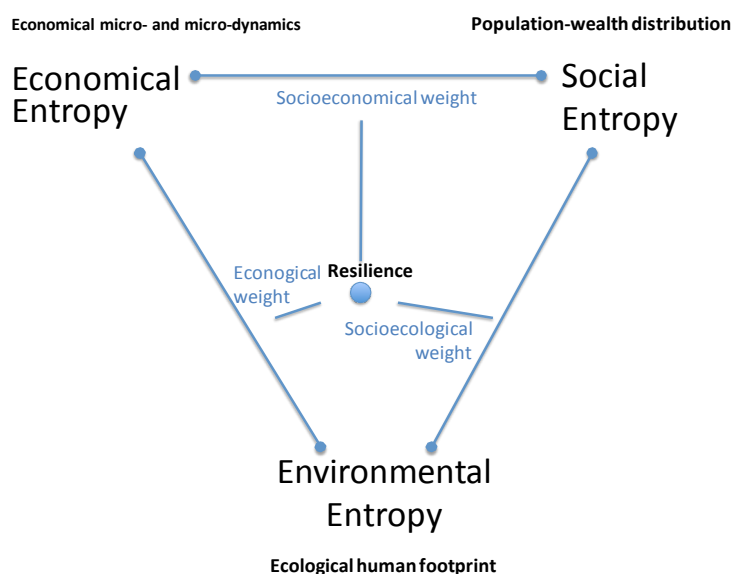 Economical micro- and micro-dynamics
Population-wealth distribution
Economical
Entropy
Social
Entropy
Socioeconomical weight
Econogical
weight
Resilience
Socioecological
weight
Environmental
Entropy
Ecological human footprint